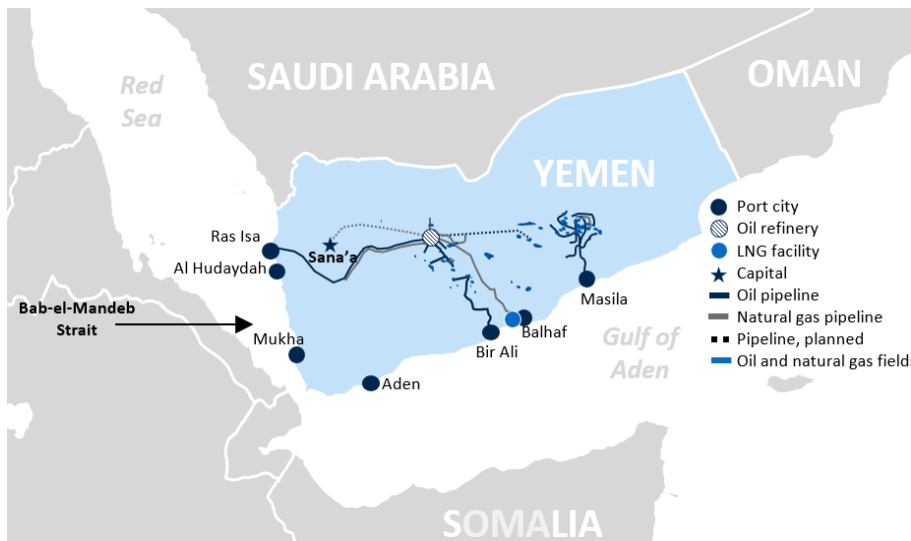 SAUDI ARABIA
OMAN
Red
Sea
YEMEN
Ras Isa
Sana'a
Al Hudaydah
Bab-el-Mandeb
Strait
Mukha
Aden
Bir Ali
Balhaf
Masila
Gulf of
Aden
SOMALIA
Port city
Oil refinery
LNG facility
Capital
Oil pipeline
Natural gas pipeline
Pipeline, planned
Oil and natural gas fields